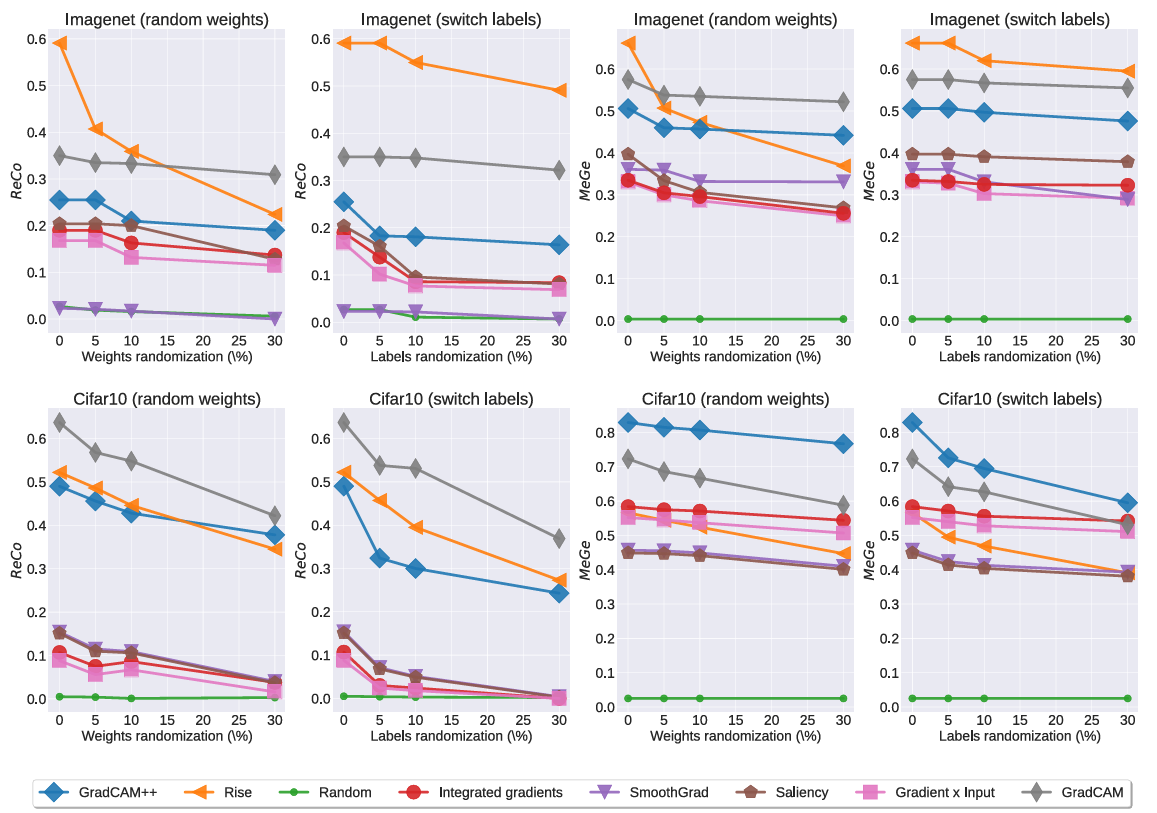 Imagenet (random weights)
Imagenet (switch labels)
Imagenet (random weights)
Imagenet (switch labels)
0.6
0.5
0.4
0.3
0.2
0.1
0.0
ReCo
0 5 10 15 20 25 30
Weights randomization (\%)
0.6
0.5
0.4
0.3
0.2
0.1
0.0
ReCo
0 5 10 15 20 25 30
Labels randomization (\%)
0.6
0.5
0.4
0.3
0.2
0.1
0.0
MeGe
0 5 10 15 20 25 30
Weights randomization (\%)
0.6
0.5
0.4
0.3
0.2
0.1
0.0
MeGe
0 5 10 15 20 25 30
Labels randomization (\%)
Cifar10 (random weights)
Cifar10 (switch labels)
Cifar10 (random weights)
Cifar10 (switch labels)
0.6
0.5
0.4
0.3
0.2
0.1
0.0
ReCo
0 5 10 15 20 25 30
Weights randomization (\%)
0.6
0.5
0.4
0.3
0.2
0.1
0.0
ReCo
0 5 10 15 20 25 30
Labels randomization (\%)
0.8
0.7
0.6
0.5
0.4
0.3
0.2
0.1
0.0
MeGe
0 5 10 15 20 25 30
Weights randomization (\%)
0.8
0.7
0.6
0.5
0.4
0.3
0.2
0.1
0.0
MeGe
0 5 10 15 20 25 30
Labels randomization (\%)
GradCAM++ Rise Random Integrated gradients SmoothGrad Saliency Gradient x Input GradCAM